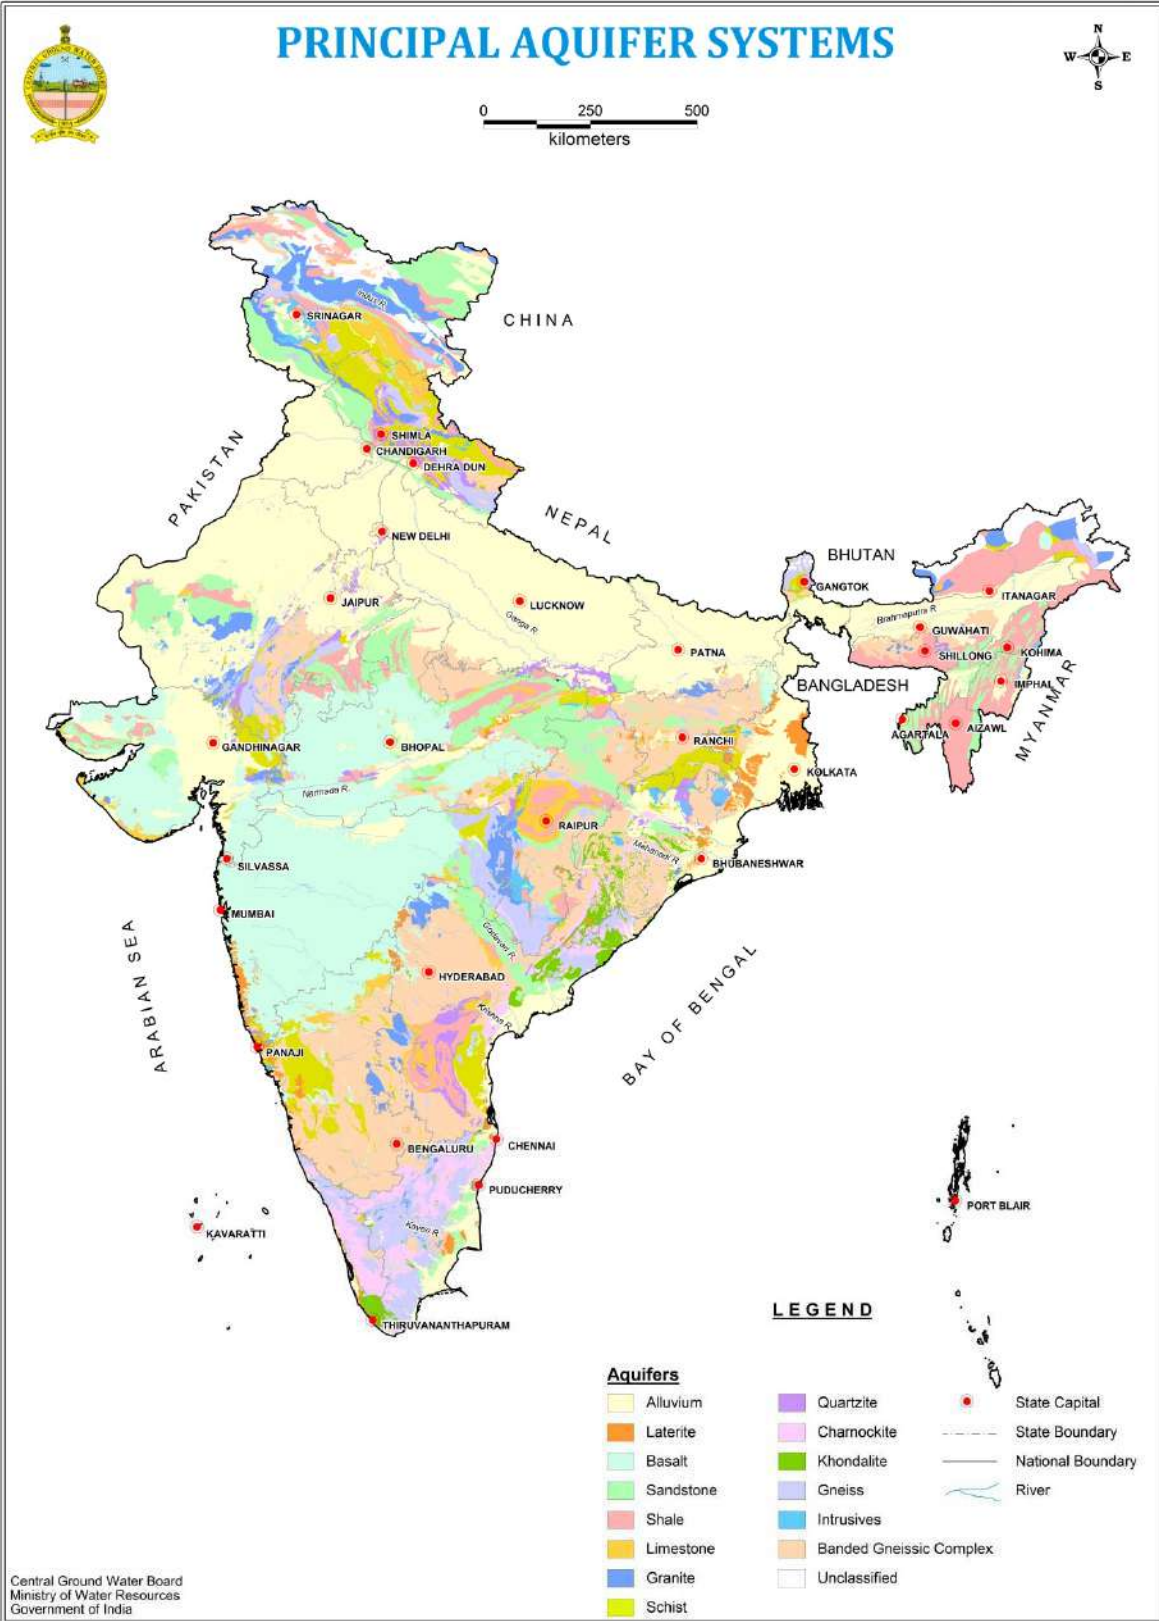 PRINCIPAL AQUIFER SYSTEMS
N
W E
S
0 250 500
kilometers
CHINA
Indus R.
SRINAGAR
PAKISTAN
SHIMLA
CHANDIGARH
DEHRA DUN
NEPAL
NEW DELHI
BHUTAN
GANGTOK
ITANAGAR
JAIPUR
LUCKNOW
Ganga R.
Brahmaputra R.
GUWAHATI
PATNA
SHILLONG
KOHIMA
BANGLADESH
IMPHAL
MYANMAR
GANDHINAGAR
BHOPAL
RANCHI
AGARTALA
AIZAWL
KOLKATA
Narmada R.
RAIPUR
Mahanadi R.
SILVASSA
BHUBANESHWAR
MUMBAI
Godavari R.
ARABIAN SEA
HYDERABAD
BAY OF BENGAL
Krishna R.
PANAJI
BENGALURU
CHENNAI
PUDUCHERRY
PORT BLAIR
KAVARATTI
Kaveri R.
THIRUVANANTHAPURAM
LEGEND
Aquifers
Alluvium
Laterite
Basalt
Sandstone
Shale
Limestone
Granite
Schist
Quartzite
Charnockite
Khondalite
Gneiss
Intrusives
Banded Gneissic Complex
Unclassified
State Capital
State Boundary
National Boundary
River
Central Ground Water Board
Ministry of Water Resources
Government of India